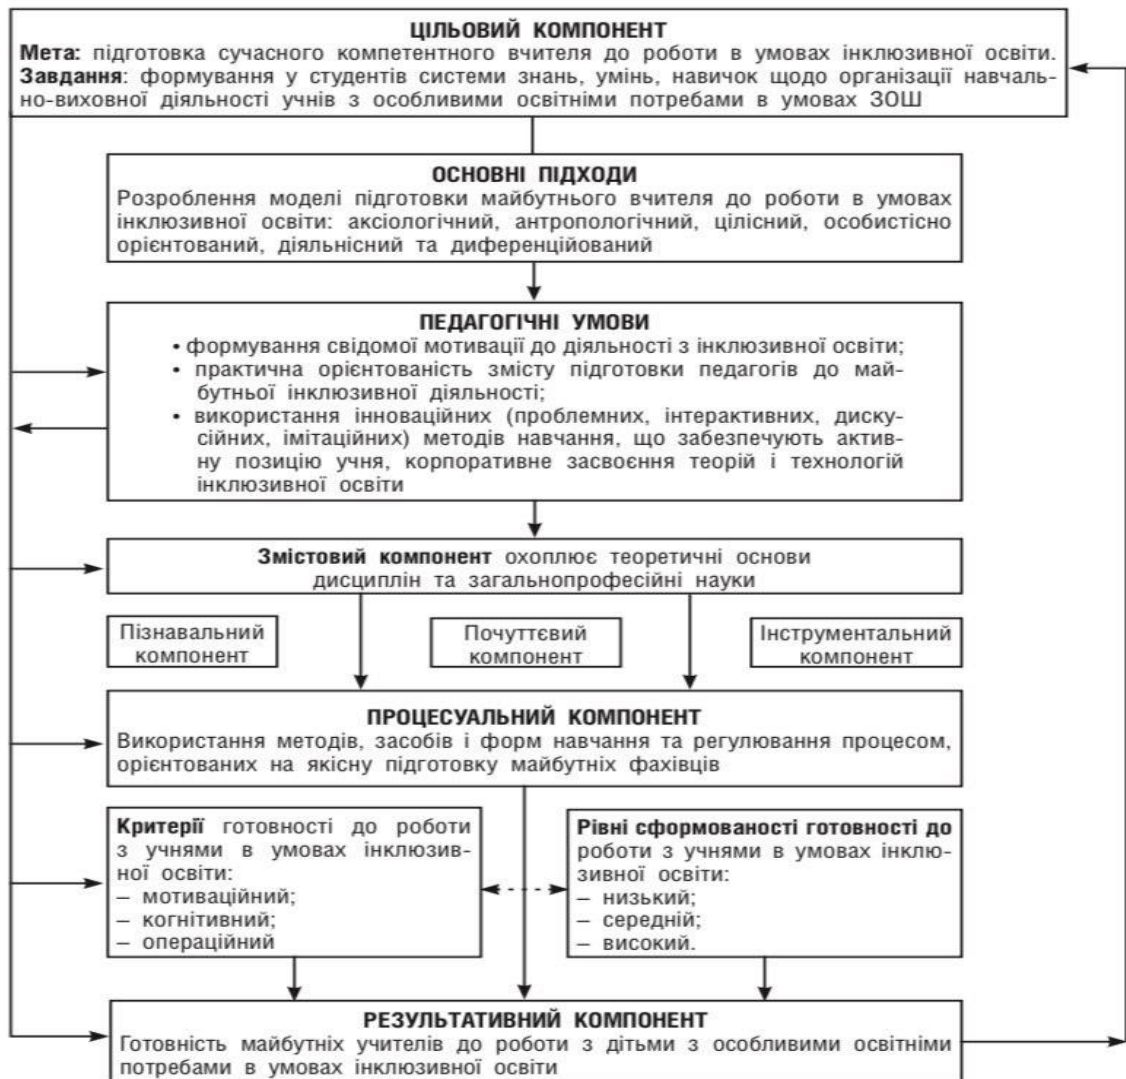 ЦІЛЬОВИЙ КОМПОНЕНТ
Мета: підготовка сучасного компетентного вчителя до роботи в умовах інклюзивної освіти.
Завдання: формування у студентів системи знань, умінь, навичок щодо організації навчаль-
но-виховної діяльності учнів з особливими освітніми потребами в умовах ЗОШ
ОСНОВНІ ПІДХОДИ
Розроблення моделі підготовки майбутнього вчителя до роботи в умовах
інклюзивної освіти: аксіологічний, антропологічний, цілісний, особистісно
орієнтований, діяльнісний та диференційований
ПЕДАГОГІЧНІ УМОВИ
• формування свідомої мотивації до діяльності з інклюзивної освіти;
• практична орієнтованість змісту підготовки педагогів до май-
бутньої інклюзивної діяльності;
• використання інноваційних (проблемних, інтерактивних, диску-
сійних, імітаційних) методів навчання, що забезпечують актив-
ну позицію учня, корпоративне засвоєння теорій і технологій
інклюзивної освіти
Змістовий компонент охоплює теоретичні основи
дисциплін та загальнопрофесійні науки
Пізнавальний
компонент
Почуттєвий
компонент
Інструментальний
компонент
ПРОЦЕСУАЛЬНИЙ КОМПОНЕНТ
Використання методів, засобів і форм навчання та регулювання процесом,
орієнтованих на якісну підготовку майбутніх фахівців
Критерії готовності до роботи
з учнями в умовах інклюзив-
ної освіти:
– мотиваційний;
– когнітивний;
– операційний
Рівні сформованості готовності до
роботи з учнями в умовах інклю-
зивної освіти:
– низький;
– середній;
– високий.
РЕЗУЛЬТАТИВНИЙ КОМПОНЕНТ
Готовність майбутніх учителів до роботи з дітьми з особливими освітніми
потребами в умовах інклюзивної освіти